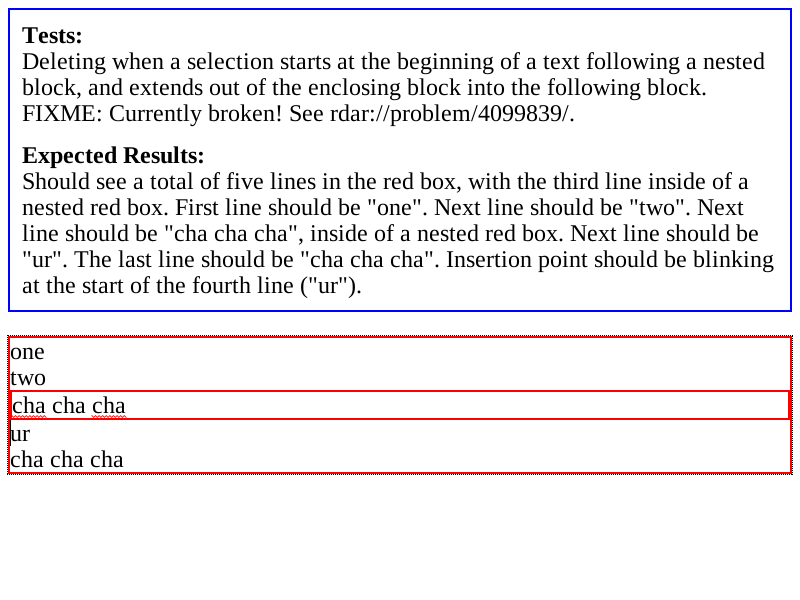 Tests:
Deleting when a selection starts at the beginning of a text following a nested
block, and extends out of the enclosing block into the following block.
FIXME: Currently broken! See rdar://problem/4099839/.
Expected Results:
Should see a total of five lines in the red box, with the third line inside of a
nested red box. First line should be "one". Next line should be "two". Next
line should be "cha cha cha", inside of a nested red box. Next line should be
"ur". The last line should be "cha cha cha". Insertion point should be blinking
at the start of the fourth line ("ur").
one
two
cha cha cha
ur
cha cha cha